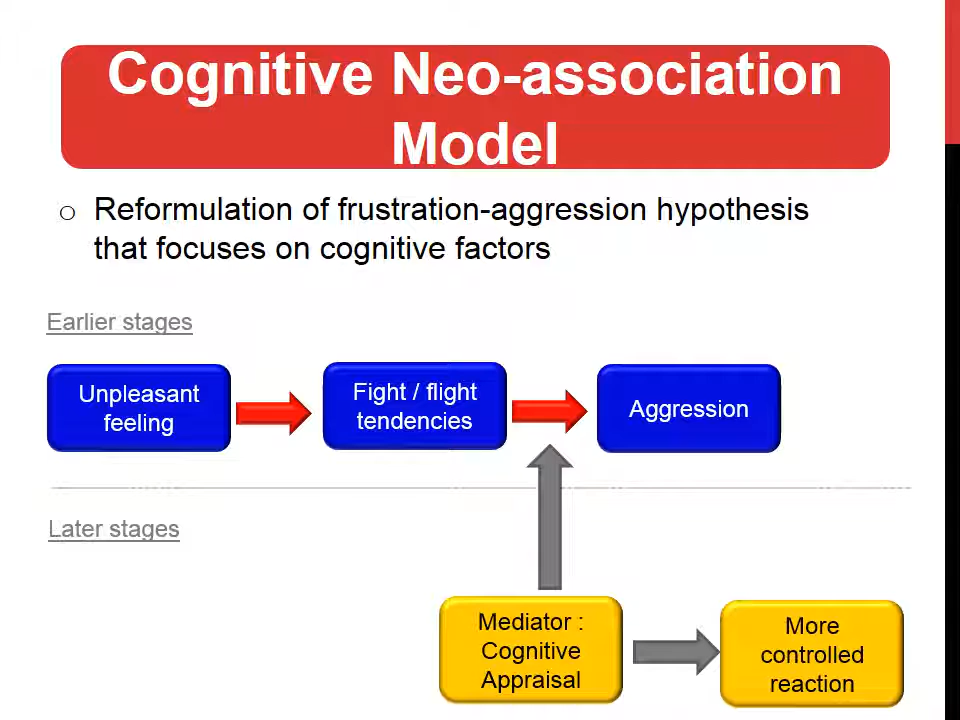 Cognitive Neo-association
Model
o Reformulation of frustration-aggression hypothesis
that focuses on cognitive factors
Earlier stages
Unpleasant
feeling
Fight / flight
tendencies
Aggression
Later stages
Mediator :
Cognitive
Appraisal
More
controlled
reaction